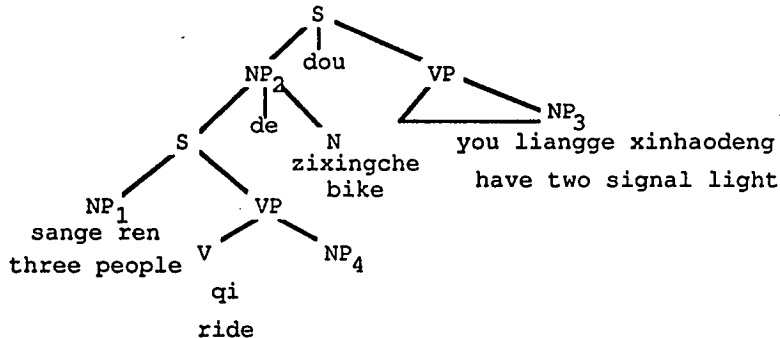 S
dou
NP2 VP
de NP3
S N you liangge xinhaodeng
zixingche have two signal light
bike
NP1 VP
sange ren
three people V NP4
qi
ride